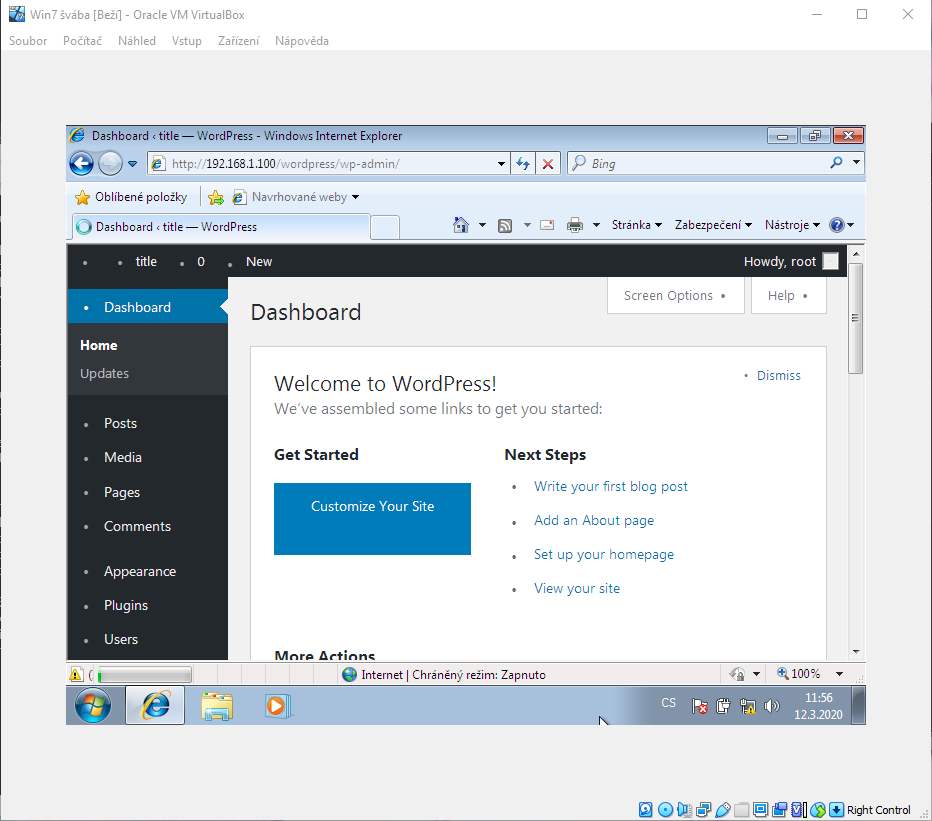 Win7 švába [Beží] - Oracle VM VirtualBox
Soubor Počítač Náhled Vstup Zařízení Nápověda
Dashboard ‹ title — WordPress - Windows Internet Explorer
http://192.168.1.100/wordpress/wp-admin/ Bing
Oblíbené položky Navrhované weby
Dashboard ‹ title — WordPress Stránka Zabezpečení Nástroje
title 0 New Howdy, root
Screen Options Help
Dashboard
Dashboard
Home
Updates
Posts
Media
Pages
Comments
Appearance
Plugins
Users
Welcome to WordPress!
Dismiss
We've assembled some links to get you started:
Get Started
Customize Your Site
Next Steps
Write your first blog post
Add an About page
Set up your homepage
View your site
More Actions
( Internet | Chráněný režim: Zapnuto 100%
CS 11:56
12.3.2020
Right Control